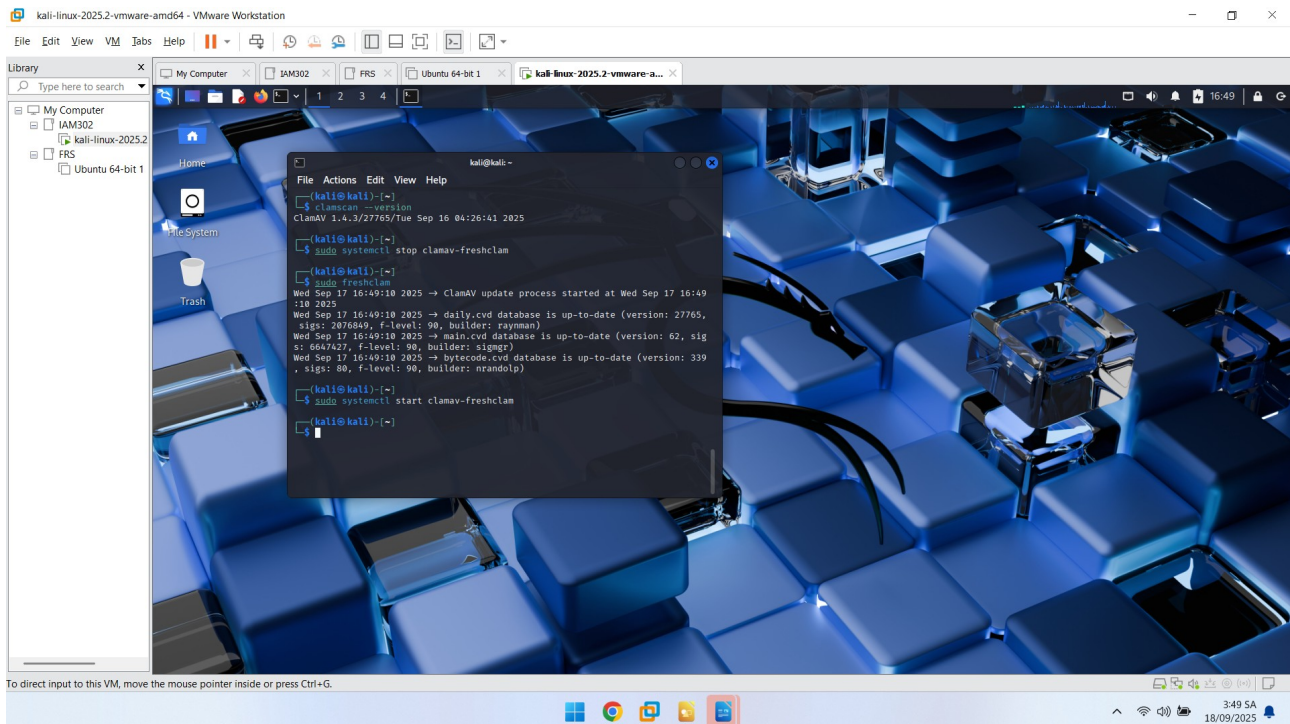 kali-linux-2025.2-vmware-amd64 - VMware Workstation
File Edit View VM Tabs Help
Library
Type here to search
My Computer
IAM302
kali-linux-2025.2
FRS
Ubuntu 64-bit 1
My Computer
IAM302
FRS
Ubuntu 64-bit 1
kali-linux-2025.2-vmware-a...
1 2 3 4
16:49
Home
File System
Trash
kali@kali: ~
File Actions Edit View Help
┌──(kali㉿kali)-[~]
└─$ clamscan --version
ClamAV 1.4.3/27765/Tue Sep 16 04:26:41 2025
┌──(kali㉿kali)-[~]
└─$ sudo systemctl stop clamav-freshclam
┌──(kali㉿kali)-[~]
└─$ sudo freshclam
Wed Sep 17 16:49:10 2025 → ClamAV update process started at Wed Sep 17 16:49
:10 2025
Wed Sep 17 16:49:10 2025 → daily.cvd database is up-to-date (version: 27765,
sigs: 2076849, f-level: 90, builder: raynman)
Wed Sep 17 16:49:10 2025 → main.cvd database is up-to-date (version: 62, sig
s: 6647427, f-level: 90, builder: sigmgr)
Wed Sep 17 16:49:10 2025 → bytecode.cvd database is up-to-date (version: 339
, sigs: 80, f-level: 90, builder: nrandolp)
┌──(kali㉿kali)-[~]
└─$ sudo systemctl start clamav-freshclam
┌──(kali㉿kali)-[~]
└─$
To direct input to this VM, move the mouse pointer inside or press Ctrl+G.
3:49 SA
18/09/2025